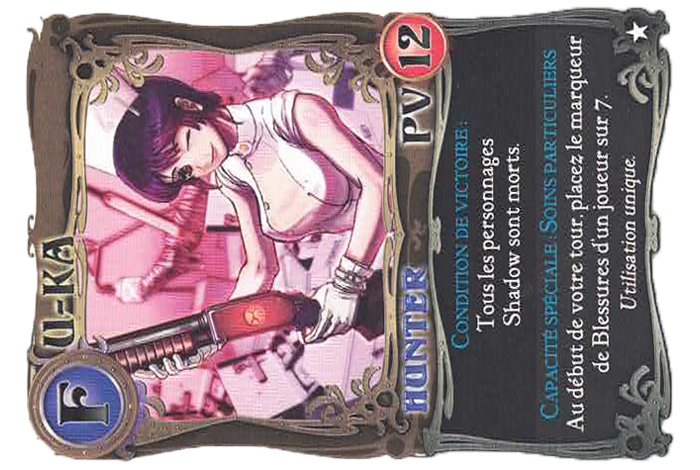 F
U-KA
HUNTER
PV 12
CONDITION DE VICTOIRE :
Tous les personnages
Shadow sont morts.
CAPACITÉ SPÉCIALE : SOINS PARTICULIERS
Au début de votre tour, placez le marqueur
de Blessures d'un joueur sur 7.
Utilisation unique.